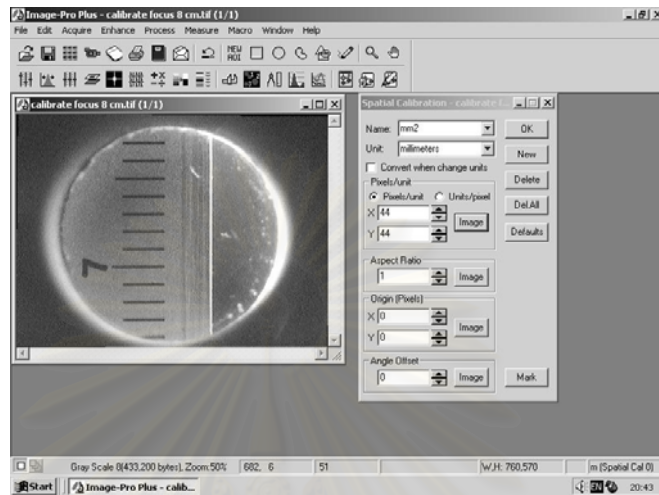 Image-Pro Plus - calibrate focus 8 cm.tif (1/1)
File Edit Acquire Enhance Process Measure Macro Window Help
NEW
AOI
calibrate focus 8 cm.tif (1/1)
7
Spatial Calibration - calibrate f
Name: mm2
OK
Unit: millimeters
New
Convert when change units
Delete
Pixels/unit
Pixels/unit Units/pixel
Del.All
X 44
Image
Y 44
Defaults
Aspect Ratio
1 Image
Origin (Pixels)
X 0
Image
Y 0
Angle Offset
0 Image
Mark
Gray Scale 8(433,200 bytes), Zoom:50% 682, 6 51 W,H: 760,570 m (Spatial Cal 0)
Start Image-Pro Plus - calib... EN 20:43